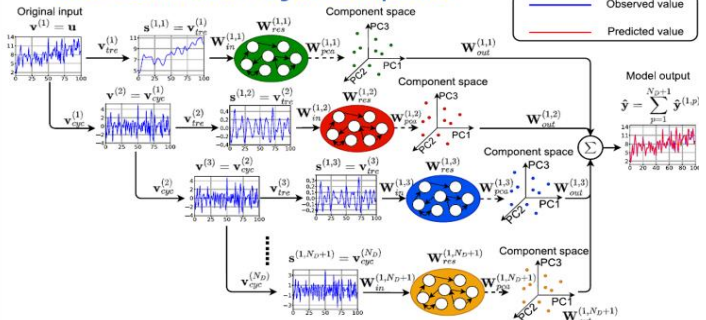 Original input
v^(1) = u
v_tre^(1)
s^(1,1) = v_tre^(1)
W_in^(1,1)
W_res^(1,1)
W_pca^(1,1)
Component space
PC3
PC1
PC2
W_out^(1,1)
Observed value
Predicted value
v_cyc^(1)
v^(2) = v_cyc^(1)
v_tre^(2)
s^(1,2) = v_tre^(2)
W_in^(1,2)
W_res^(1,2)
W_pca^(1,2)
Component space
PC3
PC1
PC2
W_out^(1,2)
Model output
ŷ = ∑_{p=1}^{N_D+1} ŷ^(1,p)
∑
v_cyc^(2)
v^(3) = v_cyc^(2)
v_tre^(3)
s^(1,3) = v_tre^(3)
W_in^(1,3)
W_res^(1,3)
W_pca^(1,3)
Component space
PC3
PC1
PC2
W_out^(1,3)
v_cyc^(N_D)
s^(1,N_D+1) = v_cyc^(N_D)
W_in^(1,N_D+1)
W_res^(1,N_D+1)
W_pca^(1,N_D+1)
Component space
PC3
PC1
PC2